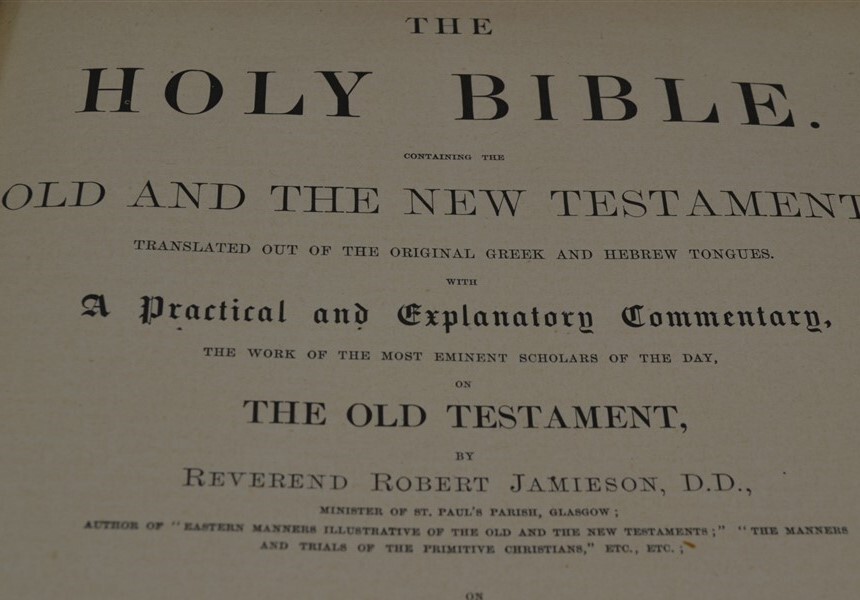 THE
HOLY BIBLE.
CONTAINING THE
OLD AND THE NEW TESTAMENT
TRANSLATED OUT OF THE ORIGINAL GREEK AND HEBREW TONGUES.
WITH
A Practical and Explanatory Commentary,
THE WORK OF THE MOST EMINENT SCHOLARS OF THE DAY,
ON
THE OLD TESTAMENT,
BY
REVEREND ROBERT JAMIESON, D.D.,
MINISTER OF ST. PAUL'S PARISH, GLASGOW;
AUTHOR OF "EASTERN MANNERS ILLUSTRATIVE OF THE OLD AND THE NEW TESTAMENTS;" "THE MANNERS
AND TRIALS OF THE PRIMITIVE CHRISTIANS," ETC., ETC.;
ON